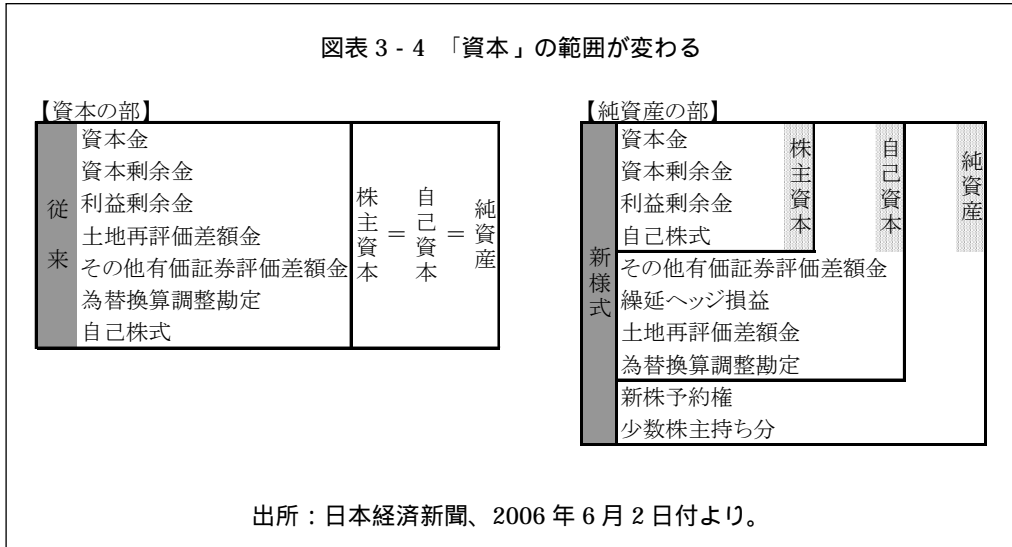 図表 3 - 4 「資本」の範囲が変わる
【資本の部】
従来
資本金
資本剰余金
利益剰余金
土地再評価差額金
その他有価証券評価差額金
為替換算調整勘定
自己株式
株主資本 = 自己資本 = 純資産
【純資産の部】
新様式
資本金
資本剰余金
利益剰余金
自己株式
株主資本
その他有価証券評価差額金
繰延ヘッジ損益
土地再評価差額金
為替換算調整勘定
自己資本
新株予約権
少数株主持ち分
純資産
出所：日本経済新聞、2006 年 6 月 2 日付より。